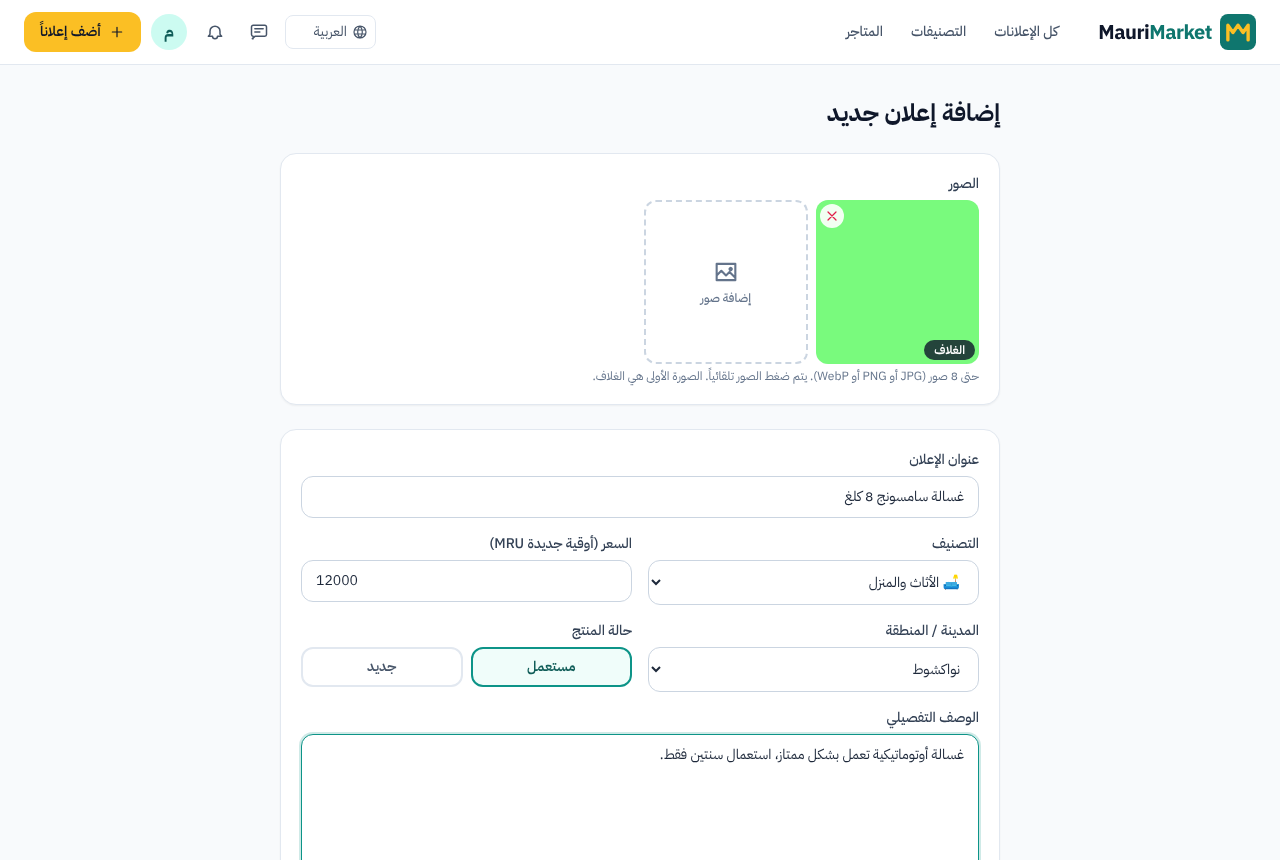 MauriMarket
كل الإعلانات
التصنيفات
المتاجر
العربية
م
أضف إعلاناً
إضافة إعلان جديد
الصور
الغلاف
إضافة صور
حتى 8 صور (JPG أو PNG أو WebP). يتم ضغط الصور تلقائياً. الصورة الأولى هي الغلاف.
عنوان الإعلان
غسالة سامسونج 8 كلغ
التصنيف
السعر (أوقية جديدة MRU)
الأثاث والمنزل
12000
المدينة / المنطقة
حالة المنتج
نواكشوط
مستعمل
جديد
الوصف التفصيلي
غسالة أوتوماتيكية تعمل بشكل ممتاز، استعمال سنتين فقط.